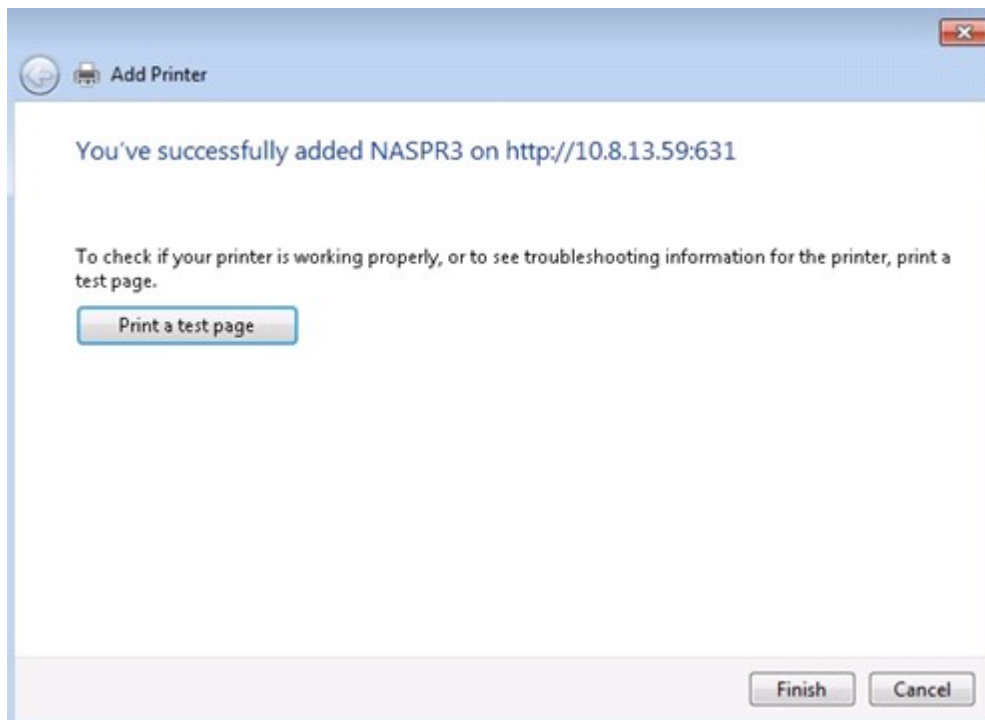 Add Printer
You've successfully added NASPR3 on http://10.8.13.59:631
To check if your printer is working properly, or to see troubleshooting information for the printer, print a
test page.
Print a test page
Finish
Cancel